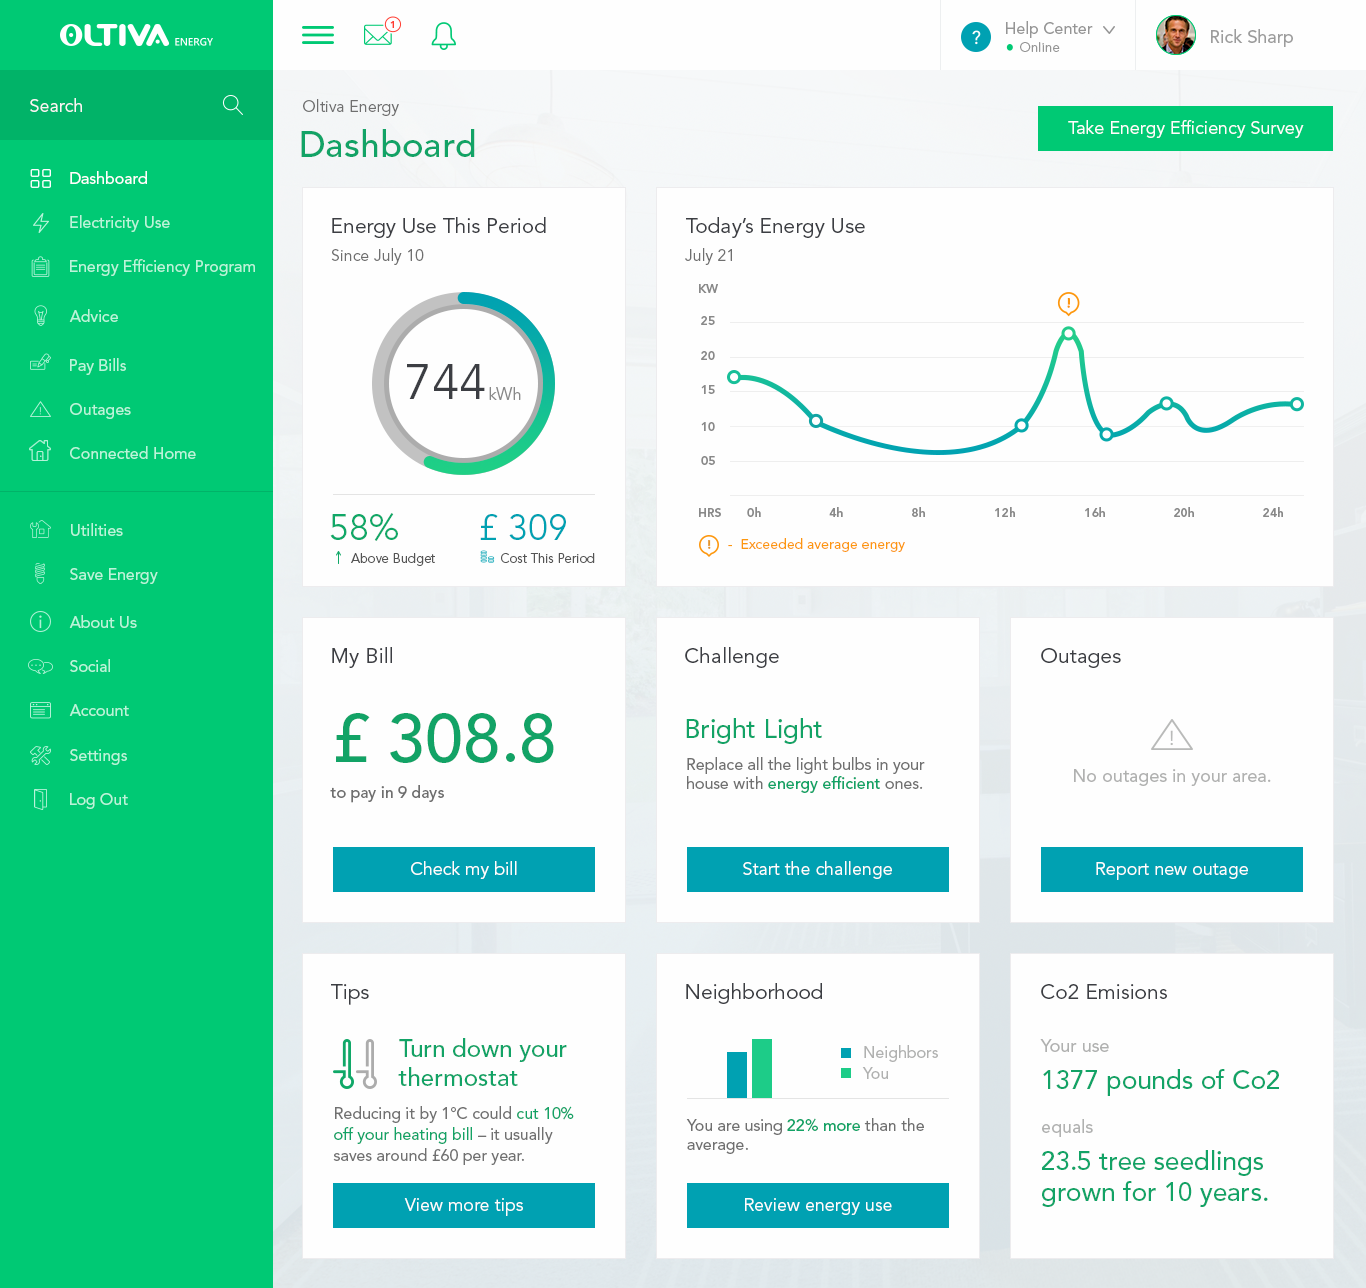 OLTIVA ENERGY
Search
Dashboard
Electricity Use
Energy Efficiency Program
Advice
Pay Bills
Outages
Connected Home
Utilities
Save Energy
About Us
Social
Account
Settings
Log Out
1
?
Help Center
Online
Rick Sharp
Oltiva Energy
Dashboard
Take Energy Efficiency Survey
Energy Use This Period
Since July 10
744 kWh
58%
↑ Above Budget
£ 309
Cost This Period
Today’s Energy Use
July 21
KW
25
20
15
10
05
HRS 0h 4h 8h 12h 16h 20h 24h
! - Exceeded average energy
My Bill
£ 308.8
to pay in 9 days
Check my bill
Challenge
Bright Light
Replace all the light bulbs in your
house with energy efficient ones.
Start the challenge
Outages
No outages in your area.
Report new outage
Tips
Turn down your
thermostat
Reducing it by 1°C could cut 10%
off your heating bill – it usually
saves around £60 per year.
View more tips
Neighborhood
Neighbors
You
You are using 22% more than the
average.
Review energy use
Co2 Emisions
Your use
1377 pounds of Co2
equals
23.5 tree seedlings
grown for 10 years.